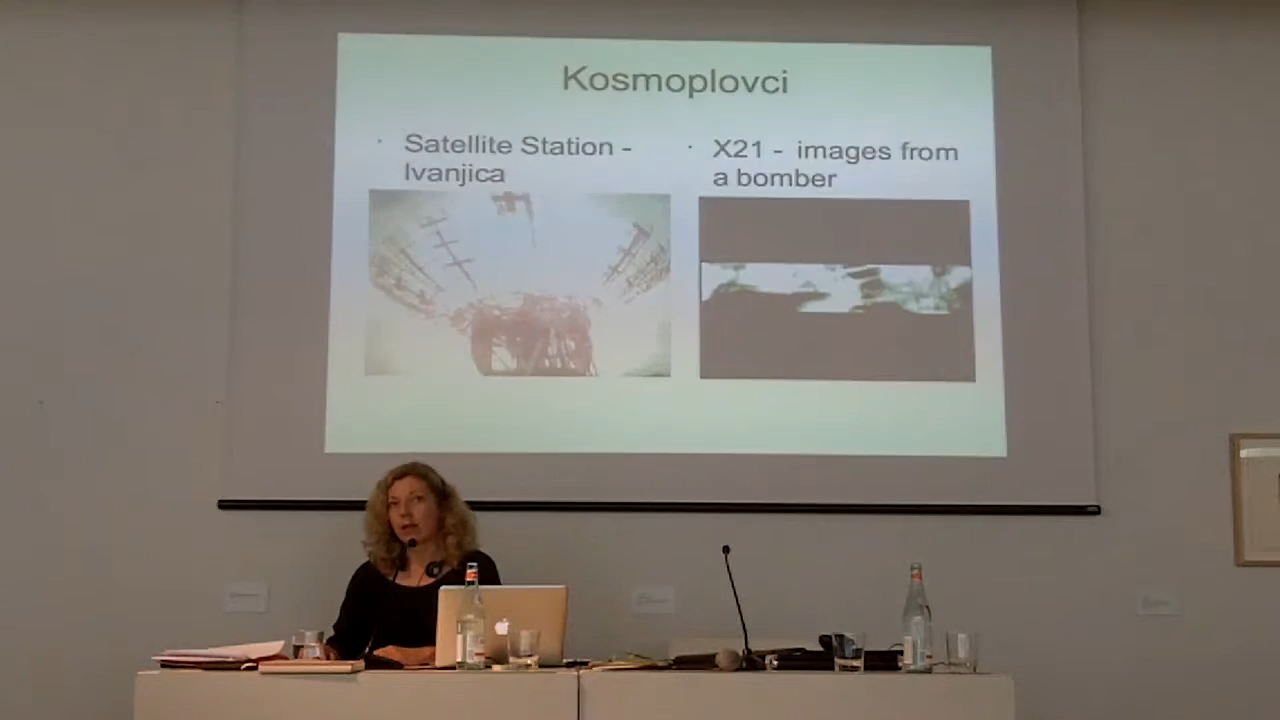 Kosmoplovci
· Satellite Station -
Ivanjica
· X21 - images from
a bomber